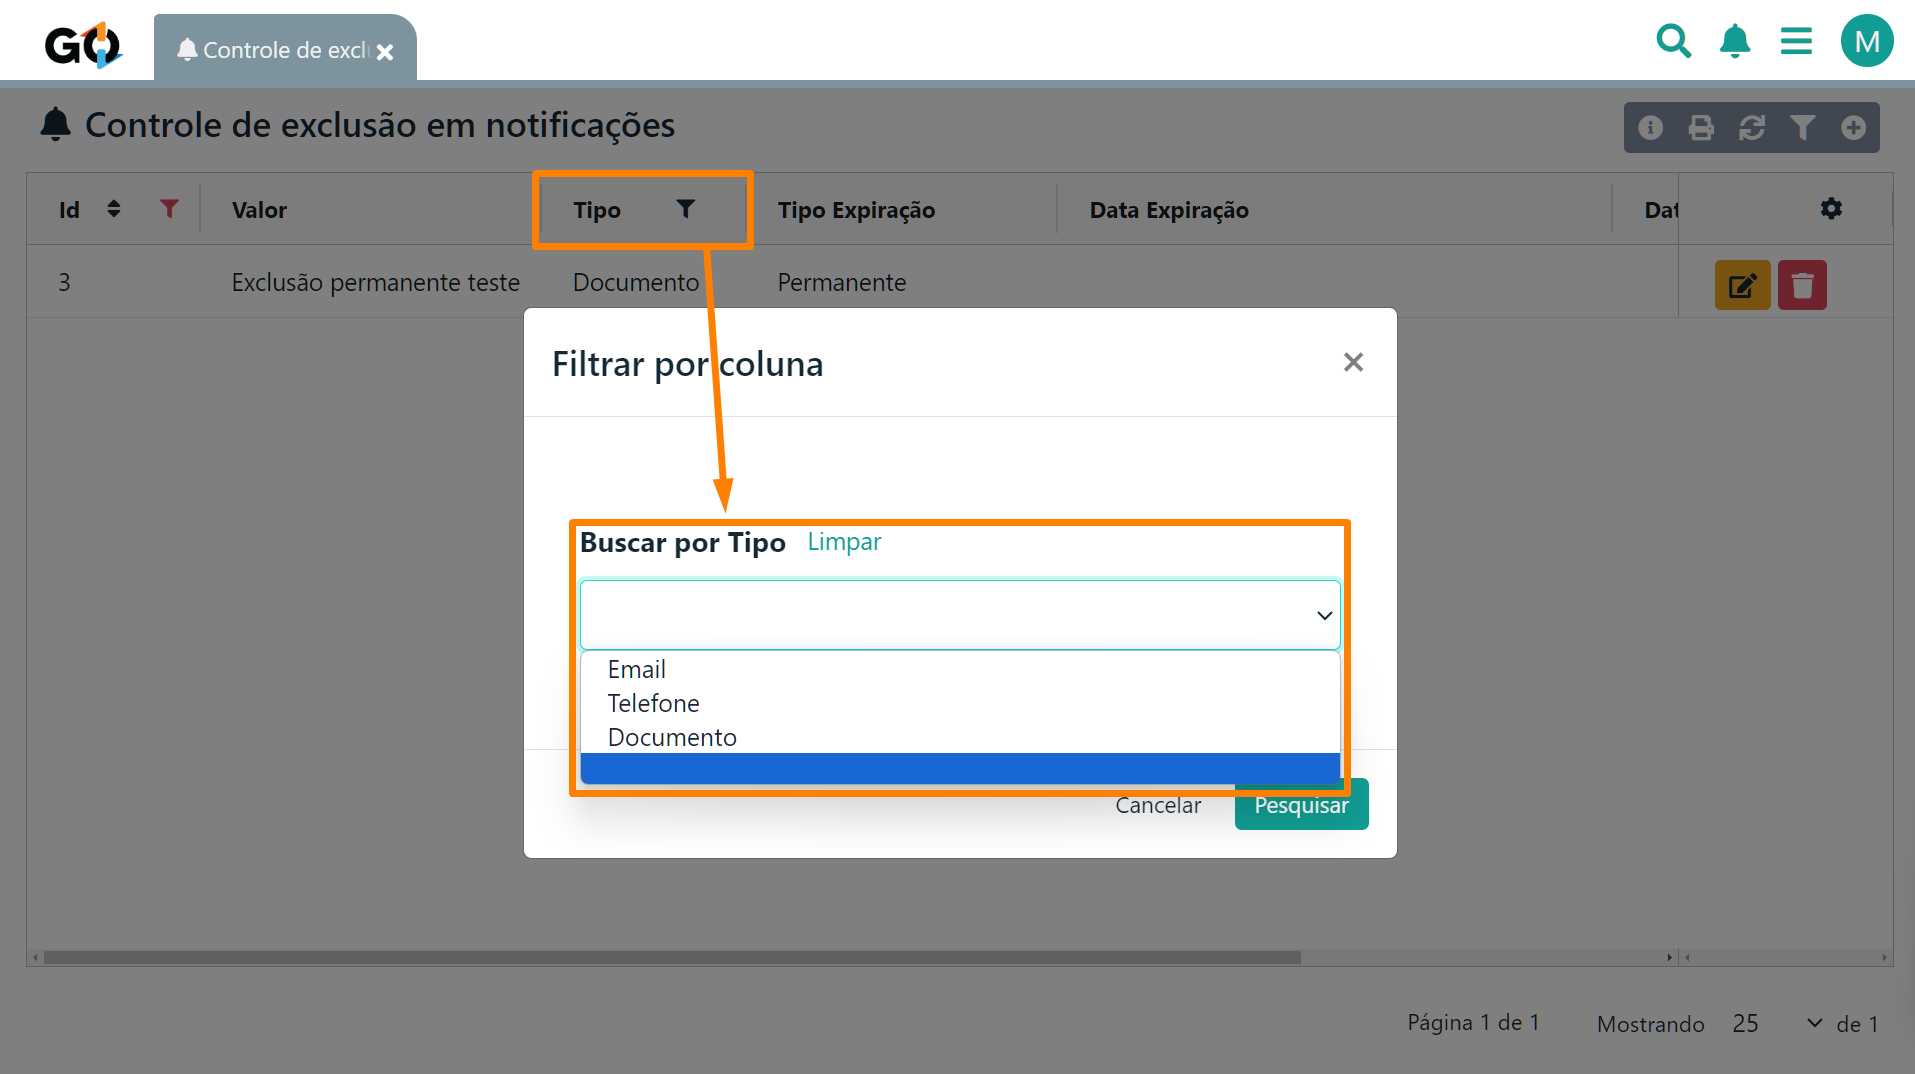 GO
Controle de excl
M
Controle de exclusão em notificações
Id Valor Tipo Tipo Expiração Data Expiração Dat
3 Exclusão permanente teste Documento Permanente
Filtrar por coluna
Buscar por Tipo Limpar
Email
Telefone
Documento
Cancelar Pesquisar
Página 1 de 1 Mostrando 25 de 1